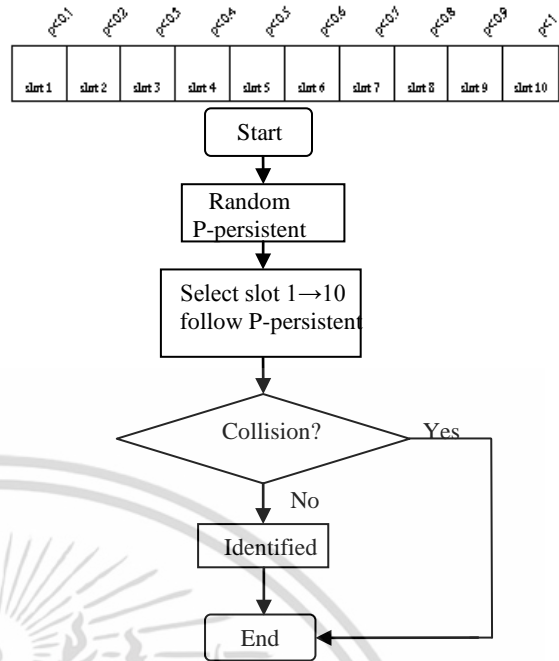 p<0.1 p<0.2 p<0.3 p<0.4 p<0.5 p<0.6 p<0.7 p<0.8 p<0.9 p<1
slot 1 slot 2 slot 3 slot 4 slot 5 slot 6 slot 7 slot 8 slot 9 slot 10
Start
Random
P-persistent
Select slot 1→10
follow P-persistent
Collision?
Yes
No
Identified
End